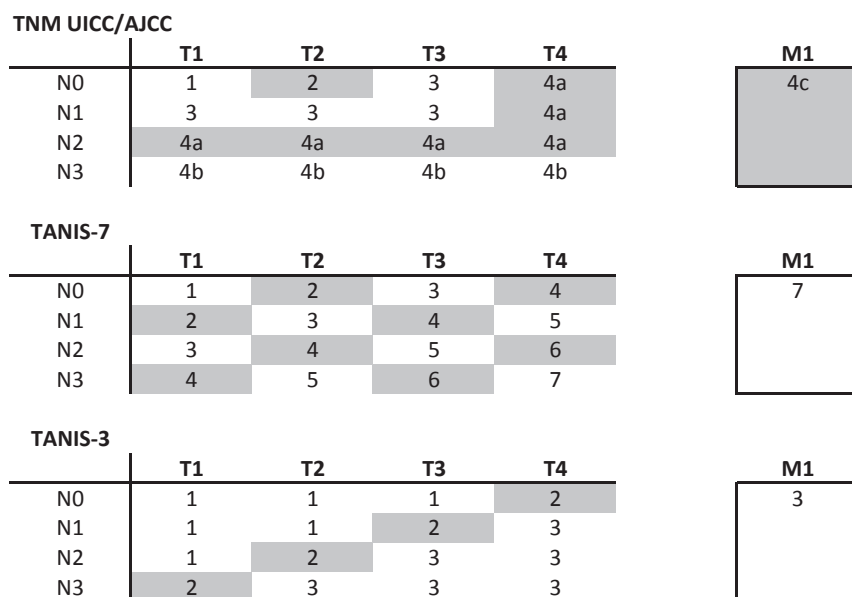 TNM UICC/AJCC
T1 T2 T3 T4 M1
N0 1 2 3 4a 4c
N1 3 3 3 4a
N2 4a 4a 4a 4a
N3 4b 4b 4b 4b
TANIS-7
T1 T2 T3 T4 M1
N0 1 2 3 4 7
N1 2 3 4 5
N2 3 4 5 6
N3 4 5 6 7
TANIS-3
T1 T2 T3 T4 M1
N0 1 1 1 2 3
N1 1 1 2 3
N2 1 2 3 3
N3 2 3 3 3